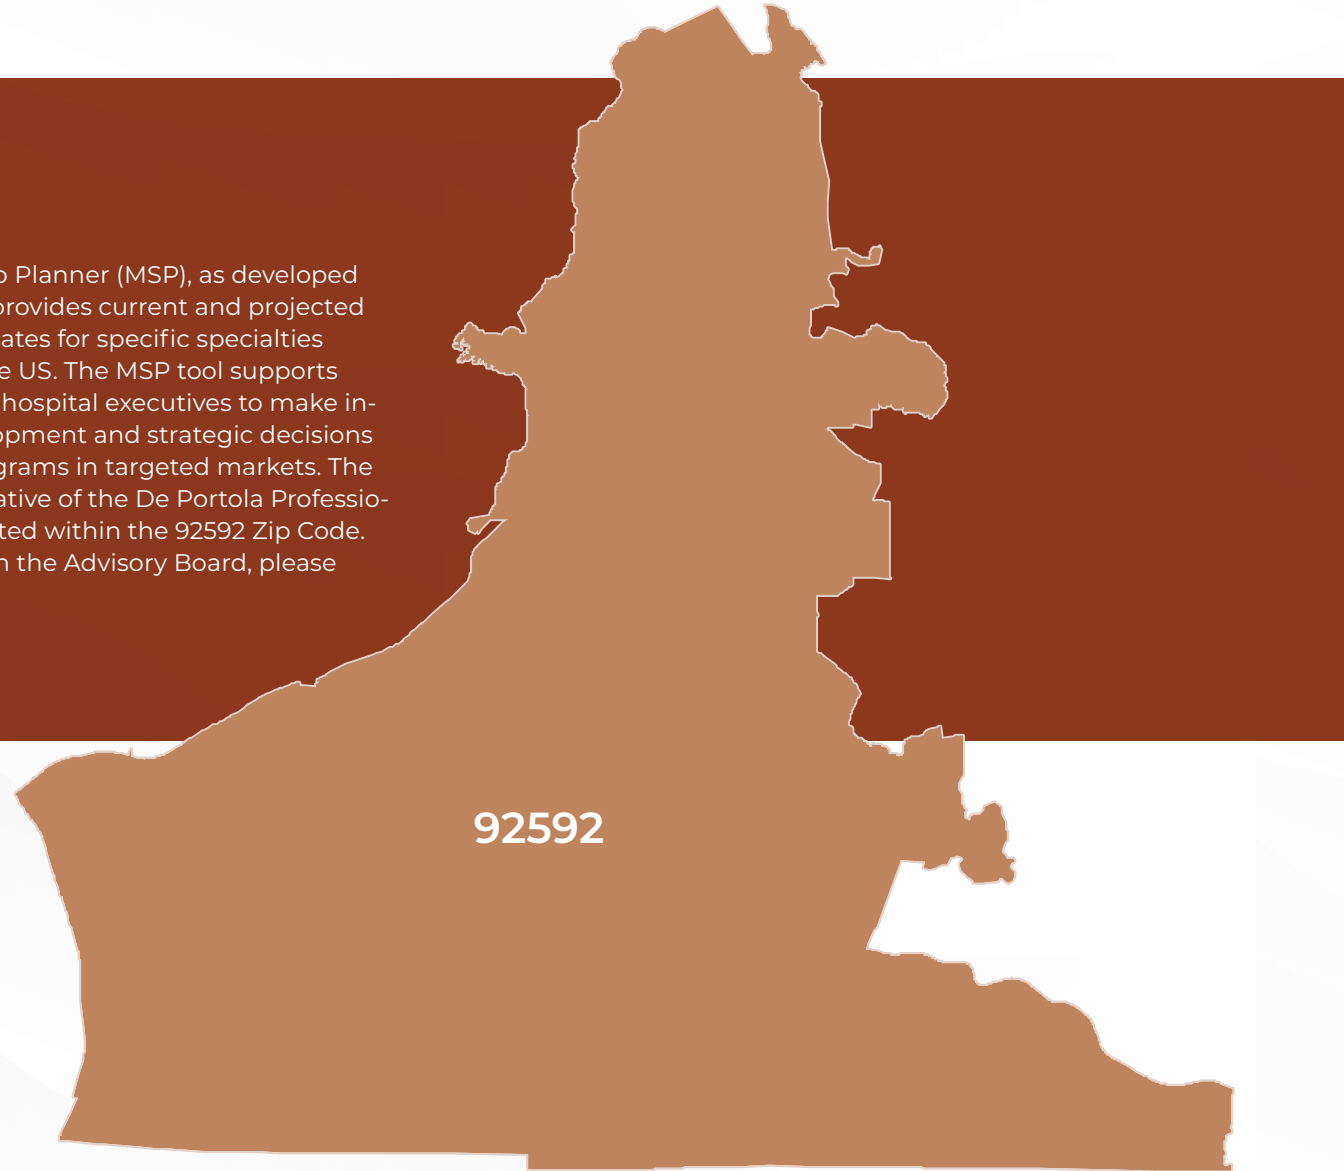 Planner (MSP), as developed
provides current and projected
ates for specific specialties
e US. The MSP tool supports
hospital executives to make in-
opment and strategic decisions
grams in targeted markets. The
ative of the De Portola Professio-
ted within the 92592 Zip Code.
the Advisory Board, please
92592